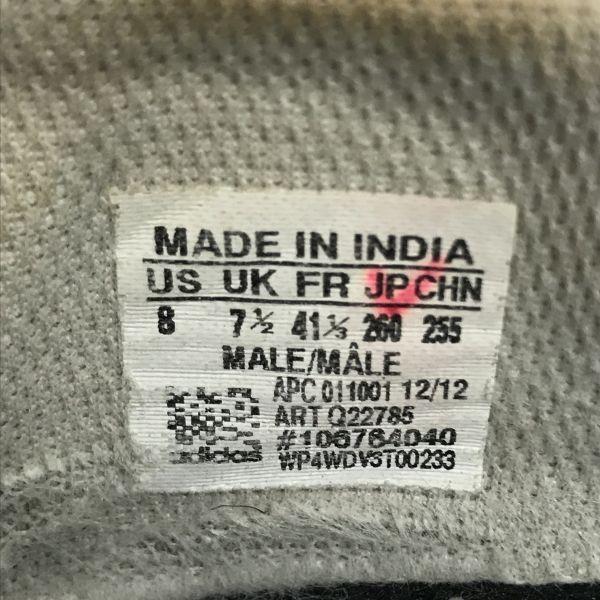 MADE IN INDIA
US UK FR JP CHN
8 7½ 41⅓ 260 255
MALE/MÂLE
APC 011001 12/12
ART Q22785
#106764040
adidas WP4WDV3T00233